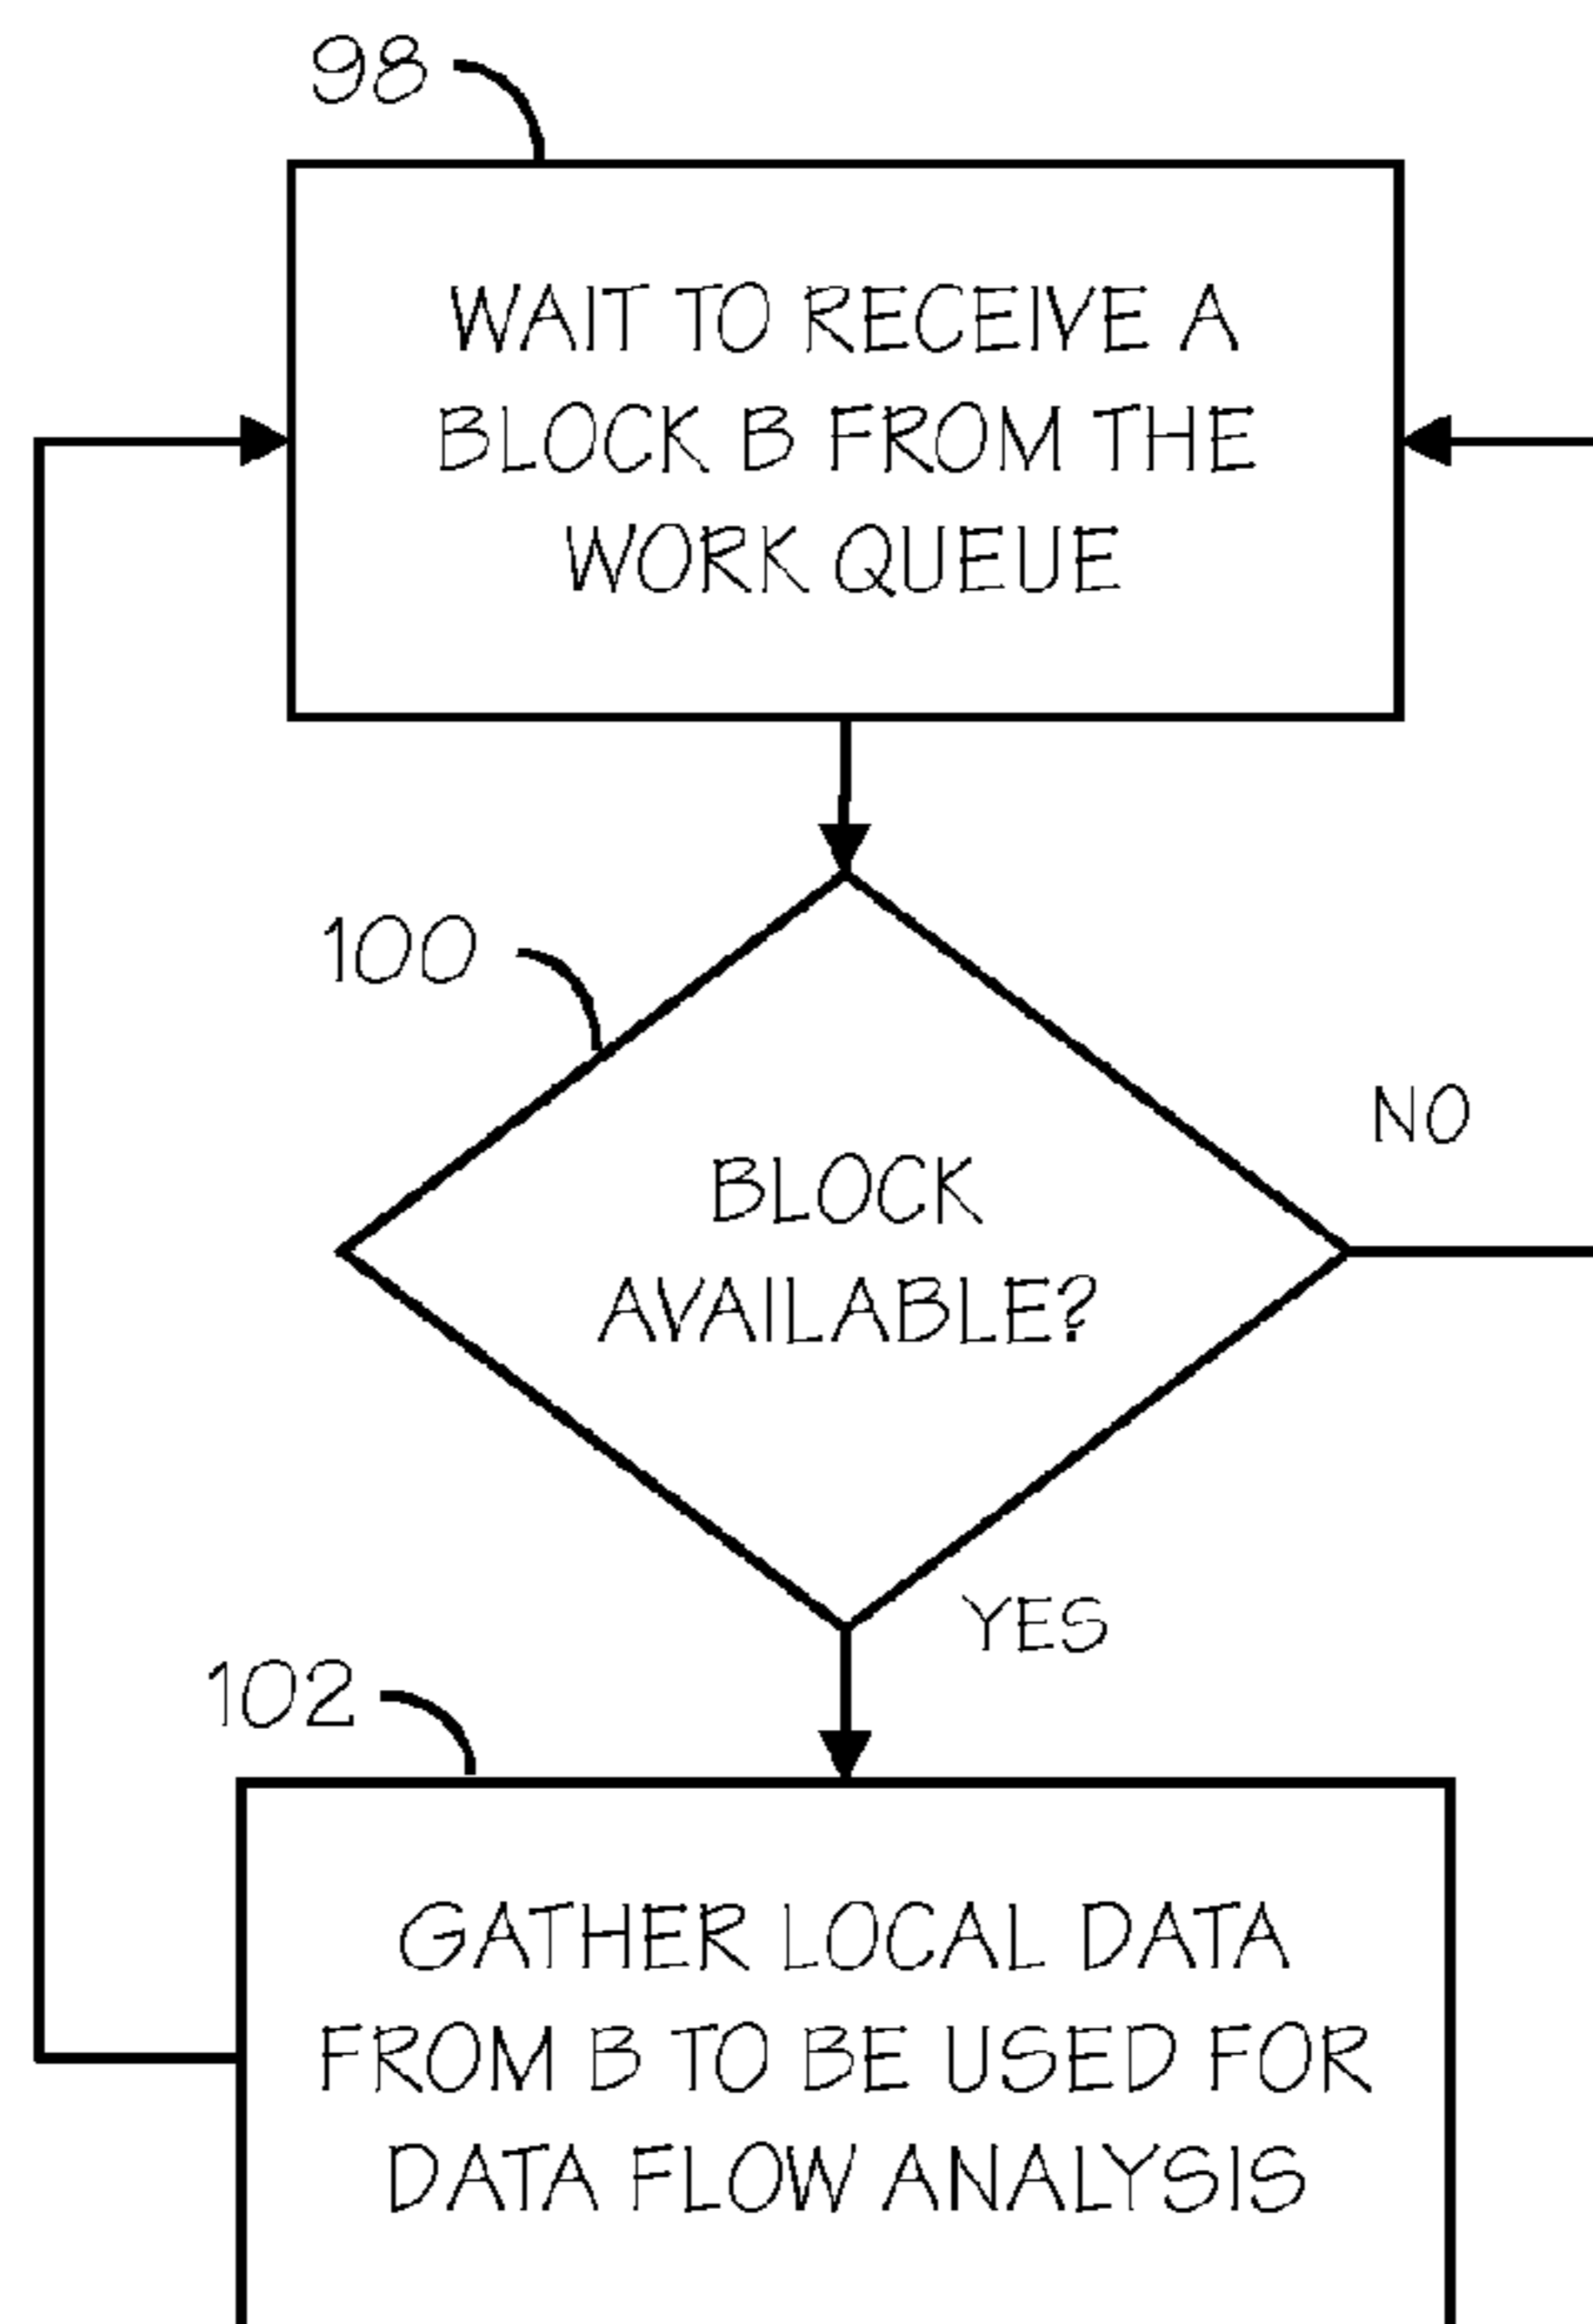 98
WAIT TO RECEIVE A
BLOCK B FROM THE
WORK QUEUE
100
NO
BLOCK
AVAILABLE?
YES
102
GATHER LOCAL DATA
FROM B TO BE USED FOR
DATA FLOW ANALYSIS